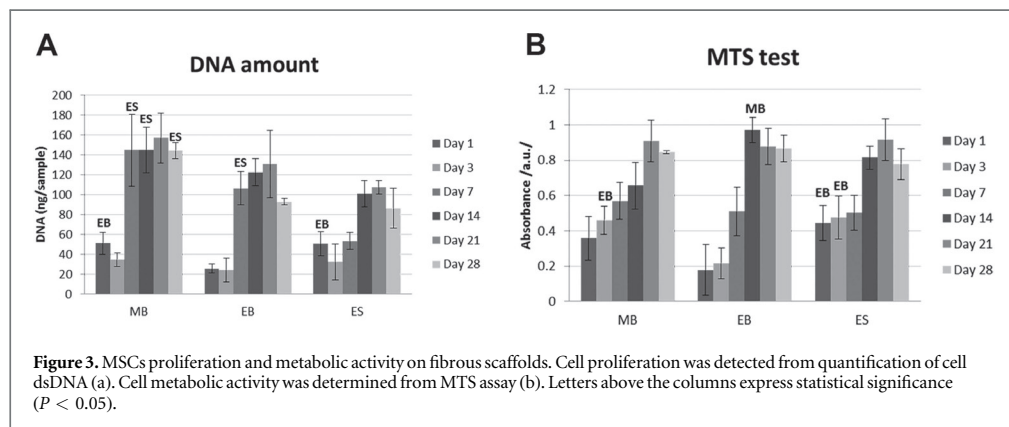 A
DNA amount
DNA (ng/sample)
200
180
160
140
120
100
80
60
40
20
0
EB
ES
ES
ES
ES
EB
MB
EB
ES
Day 1
Day 3
Day 7
Day 14
Day 21
Day 28
B
MTS test
Absorbance /a.u./
1.2
1
0.8
0.6
0.4
0.2
0
EB
MB
EB
EB
MB
EB
ES
Day 1
Day 3
Day 7
Day 14
Day 21
Day 28
Figure 3. MSCs proliferation and metabolic activity on fibrous scaffolds. Cell proliferation was detected from quantification of cell
dsDNA (a). Cell metabolic activity was determined from MTS assay (b). Letters above the columns express statistical significance
(P < 0.05).